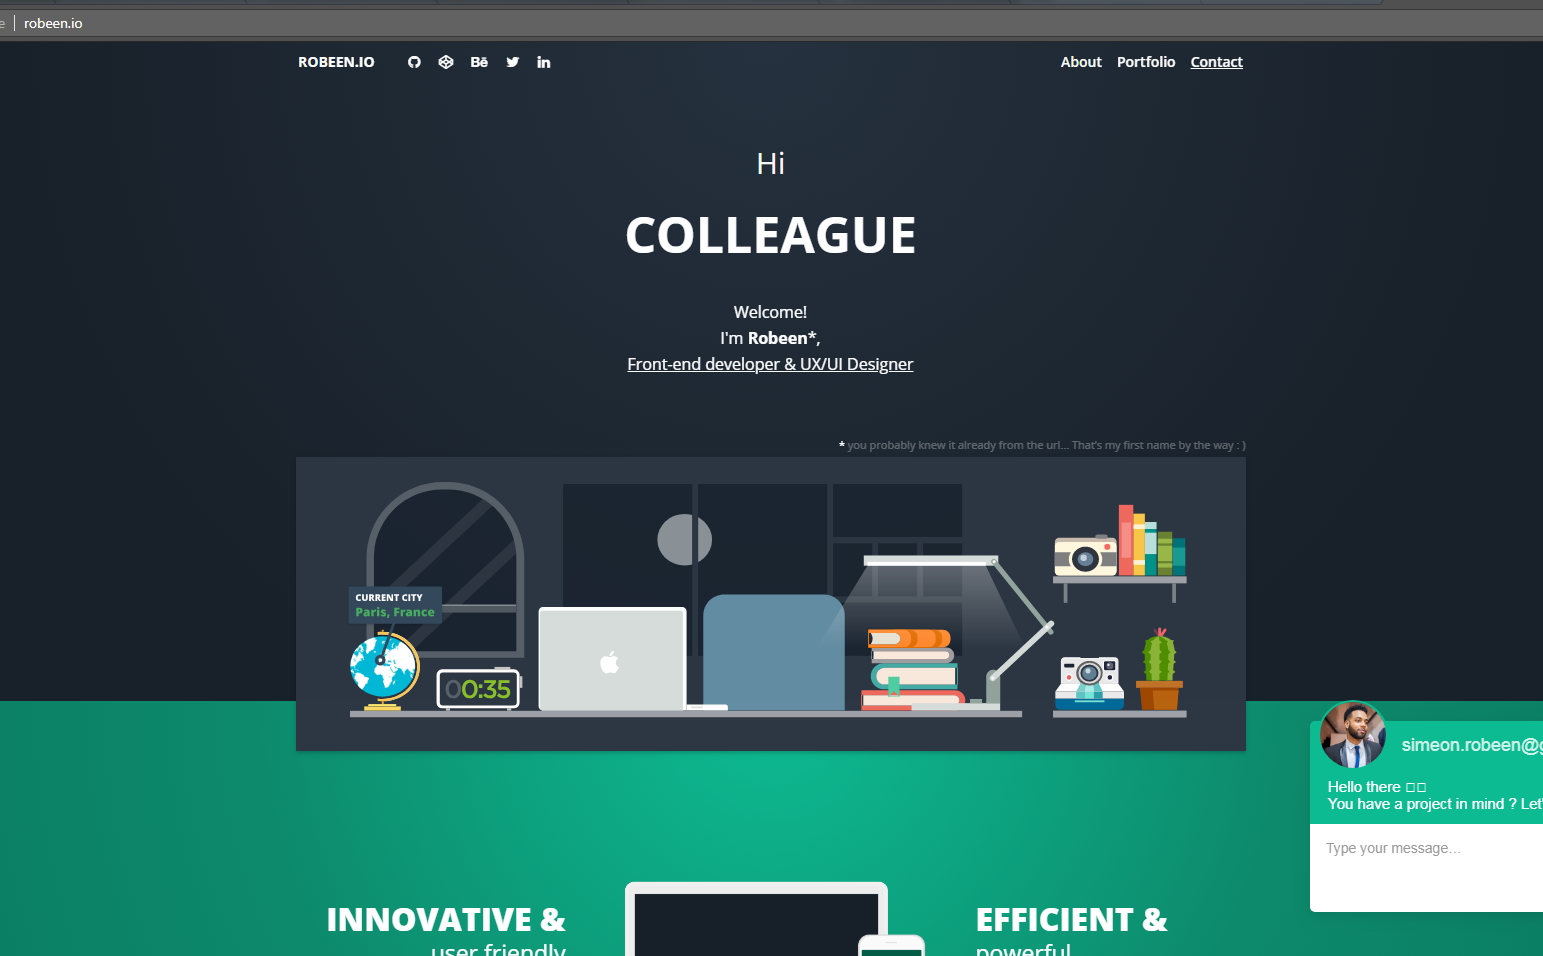 e | robeen.io
ROBEEN.IO
Bē
in
About Portfolio Contact
Hi
COLLEAGUE
Welcome!
I'm Robeen*,
Front-end developer & UX/UI Designer
* you probably knew it already from the url... That's my first name by the way : )
CURRENT CITY
Paris, France
00:35
simeon.robeen@g
Hello there
You have a project in mind ? Let'
Type your message...
INNOVATIVE &
user friendly
EFFICIENT &
powerful